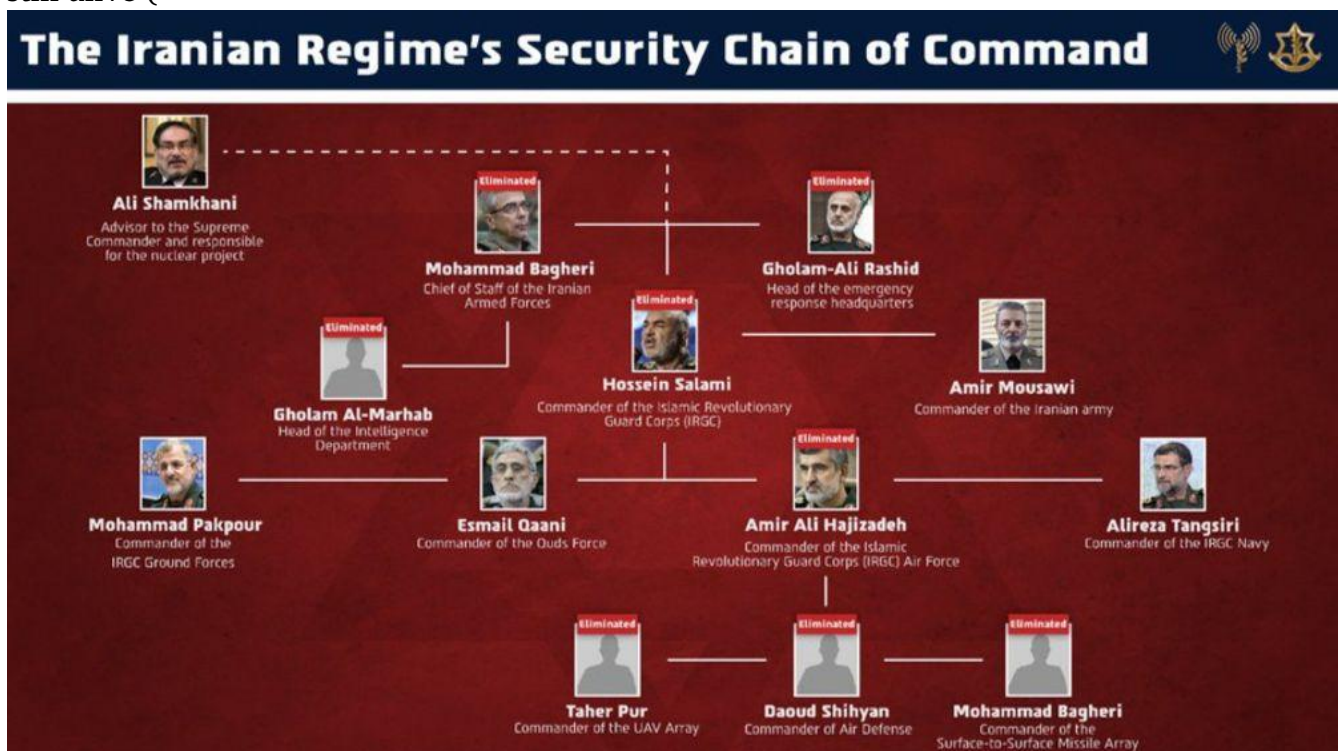 The Iranian Regime's Security Chain of Command
Ali Shamkhani
Advisor to the Supreme
Commander and responsible
for the nuclear project
Eliminated
Mohammad Bagheri
Chief of Staff of the Iranian
Armed Forces
Eliminated
Gholam-Ali Rashid
Head of the emergency
response headquarters
Eliminated
Gholam Al-Marhab
Head of the Intelligence
Department
Eliminated
Hossein Salami
Commander of the Islamic Revolutionary
Guard Corps (IRGC)
Amir Mousawi
Commander of the Iranian army
Mohammad Pakpour
Commander of the
IRGC Ground Forces
Esmail Qaani
Commander of the Quds Force
Eliminated
Amir Ali Hajizadeh
Commander of the Islamic
Revolutionary Guard Corps (IRGC) Air Force
Alireza Tangsiri
Commander of the IRGC Navy
Eliminated
Taher Pur
Commander of the UAV Array
Eliminated
Daoud Shihyan
Commander of Air Defense
Eliminated
Mohammad Bagheri
Commander of the
Surface-to-Surface Missile Array